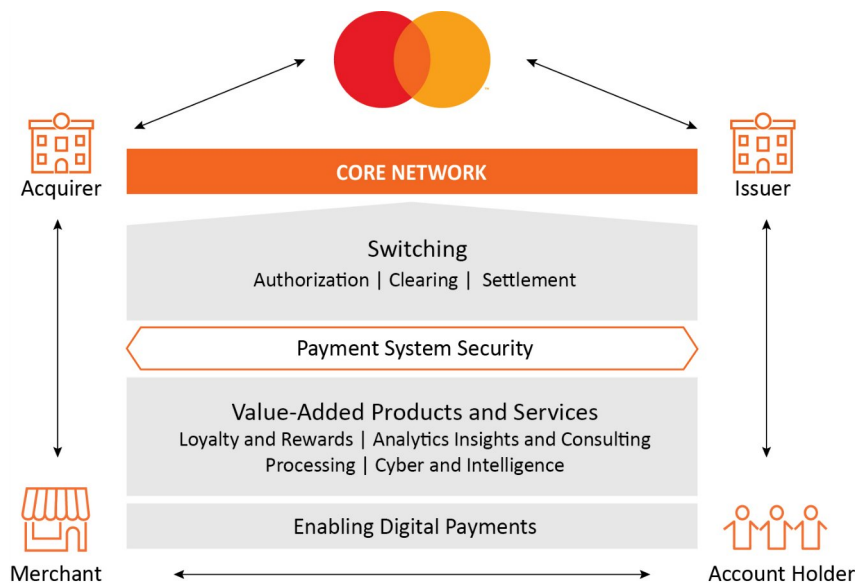 CORE NETWORK
Acquirer
Issuer
Switching
Authorization | Clearing | Settlement
Payment System Security
Value-Added Products and Services
Loyalty and Rewards | Analytics Insights and Consulting
Processing | Cyber and Intelligence
Enabling Digital Payments
Merchant
Account Holder